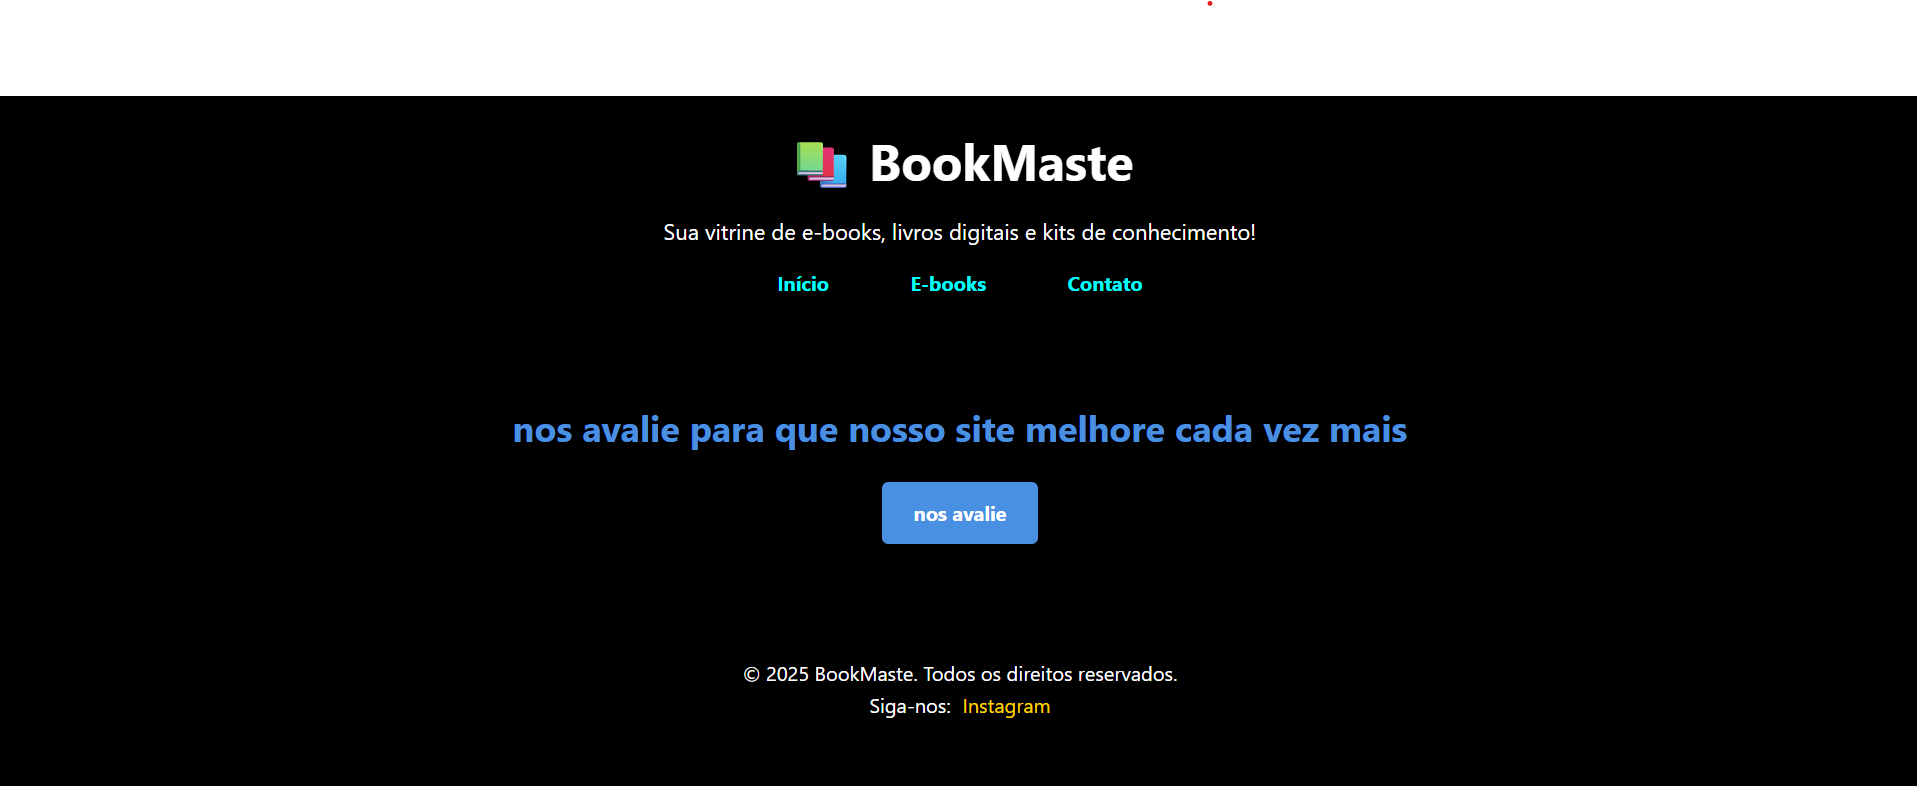 BookMaste
Sua vitrine de e-books, livros digitais e kits de conhecimento!
Início E-books Contato
nos avalie para que nosso site melhore cada vez mais
nos avalie
© 2025 BookMaste. Todos os direitos reservados.
Siga-nos: Instagram